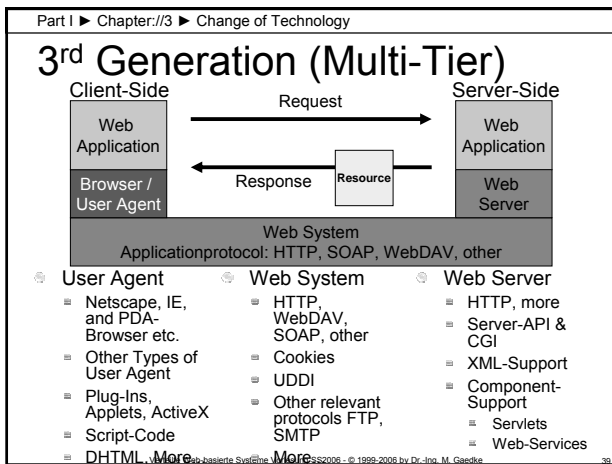 Part I ► Chapter://3 ► Change of Technology
3rd Generation (Multi-Tier)
Client-Side
Server-Side
Request
Web
Application
Web
Application
Browser /
User Agent
Response
Resource
Web
Server
Web System
Applicationprotocol: HTTP, SOAP, WebDAV, other
User Agent
Netscape, IE,
and PDA-
Browser etc.
Other Types of
User Agent
Plug-Ins,
Applets, ActiveX
Script-Code
DHTML, More
Web System
HTTP,
WebDAV,
SOAP, other
Cookies
UDDI
Other relevant
protocols FTP,
SMTP
More
Web Server
HTTP, more
Server-API &
CGI
XML-Support
Component-
Support
Servlets
Web-Services
Web-basierte Systeme SS2006 - © 1999-2006 by Dr.-Ing. M. Gaedke
39